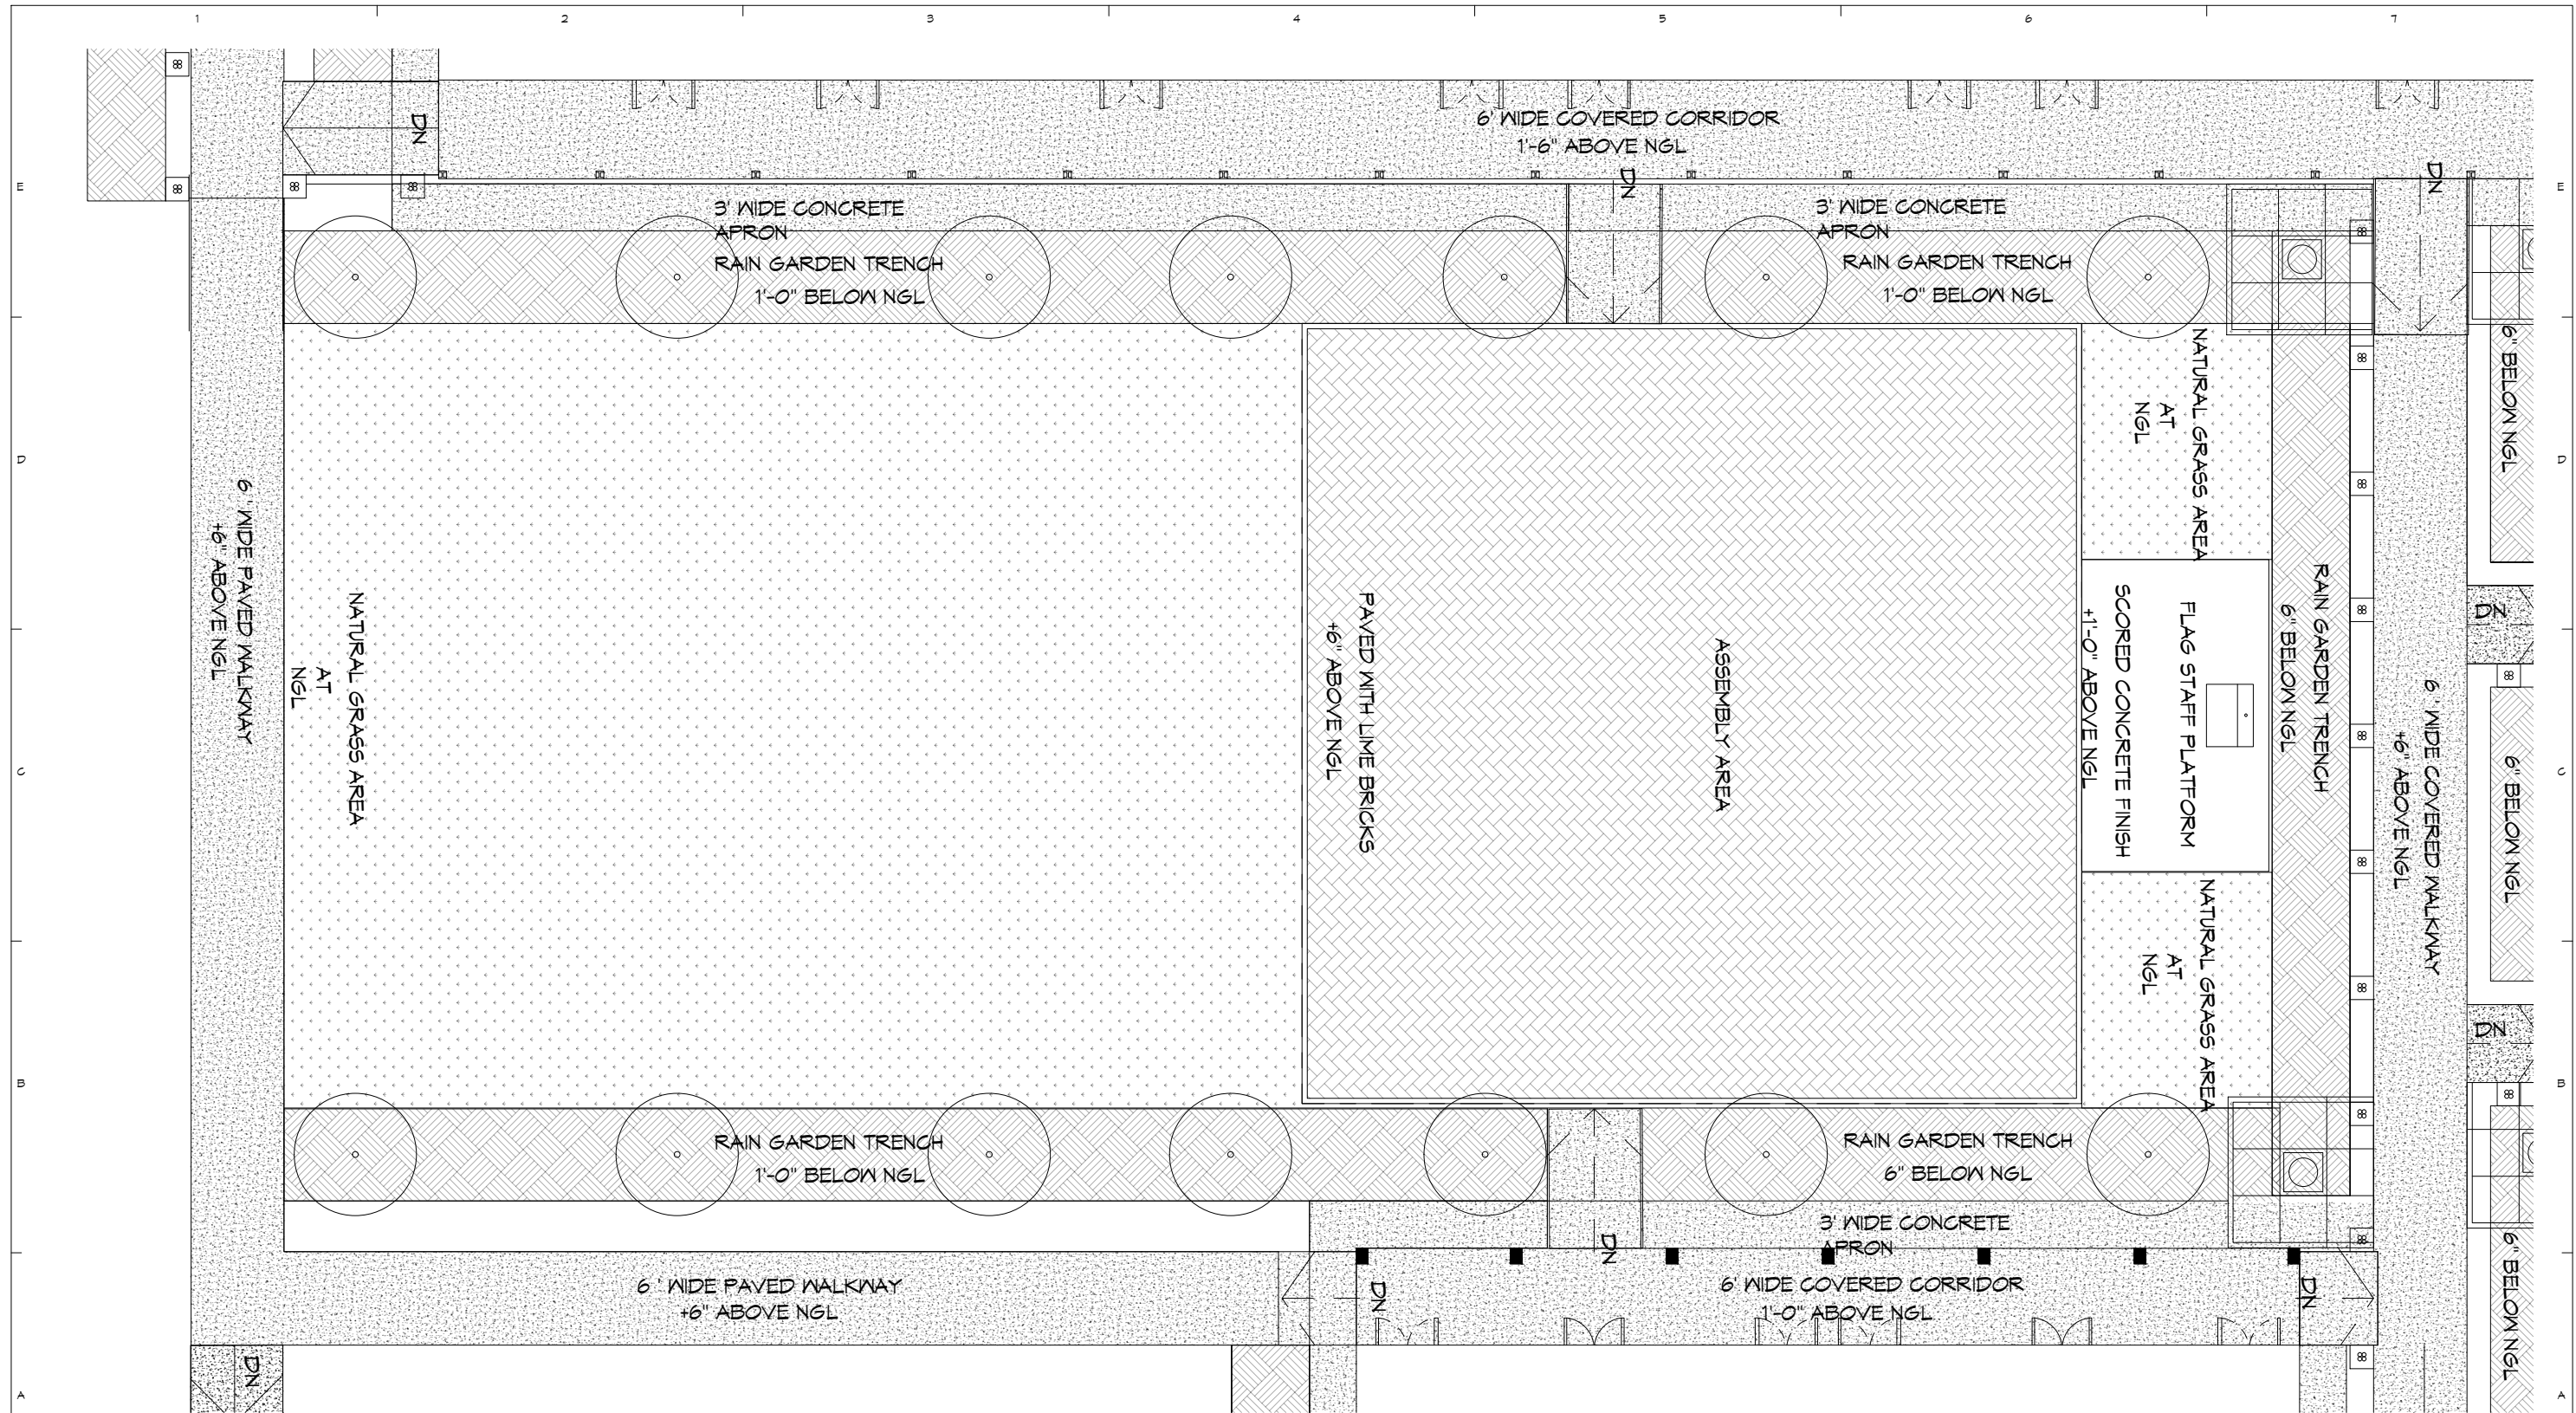 1 2 3 4 5 6 7
DN
6' WIDE COVERED CORRIDOR
1'-6" ABOVE NGL
E
E
DN
DN
3' WIDE CONCRETE
APRON
3' WIDE CONCRETE
APRON
RAIN GARDEN TRENCH
1'-0" BELOW NGL
RAIN GARDEN TRENCH
1'-0" BELOW NGL
D
D
6 ' WIDE PAVED WALKWAY
+6" ABOVE NGL
NATURAL GRASS AREA
AT
NGL
PAVED WITH LIME BRICKS
+6" ABOVE NGL
ASSEMBLY AREA
NATURAL GRASS AREA
AT
NGL
FLAG STAFF PLATFORM
SCORED CONCRETE FINISH
+1'-0" ABOVE NGL
RAIN GARDEN TRENCH
6" BELOW NGL
NATURAL GRASS AREA
AT
NGL
6 ' WIDE COVERED WALKWAY
+6" ABOVE NGL
6" BELOW NGL
DN
6" BELOW NGL
DN
6" BELOW NGL
C
C
B
B
RAIN GARDEN TRENCH
1'-0" BELOW NGL
RAIN GARDEN TRENCH
6" BELOW NGL
3' WIDE CONCRETE
APRON
DN
6 ' WIDE PAVED WALKWAY
+6" ABOVE NGL
DN
6' WIDE COVERED CORRIDOR
1'-0" ABOVE NGL
DN
DN
A
A